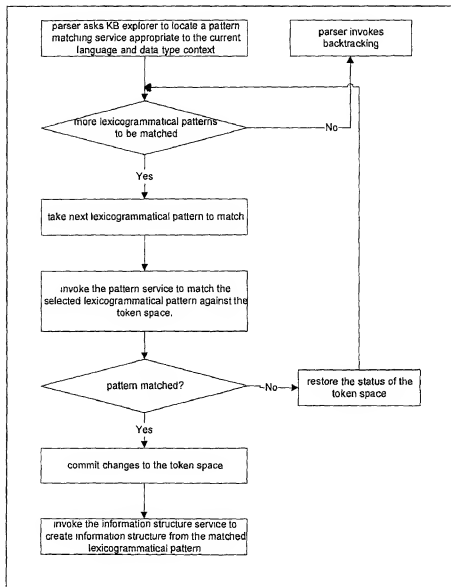 parser asks KB explorer to locate a pattern
matching service appropriate to the current
language and data type context
parser invokes
backtracking
more lexicogrammatical patterns
to be matched
No
Yes
take next lexicogrammatical pattern to match
invoke the pattern service to match the
selected lexicogrammatical pattern against the
token space.
pattern matched?
No
restore the status of the
token space
Yes
commit changes to the token space
invoke the information structure service to
create information structure from the matched
lexicogrammatical pattern